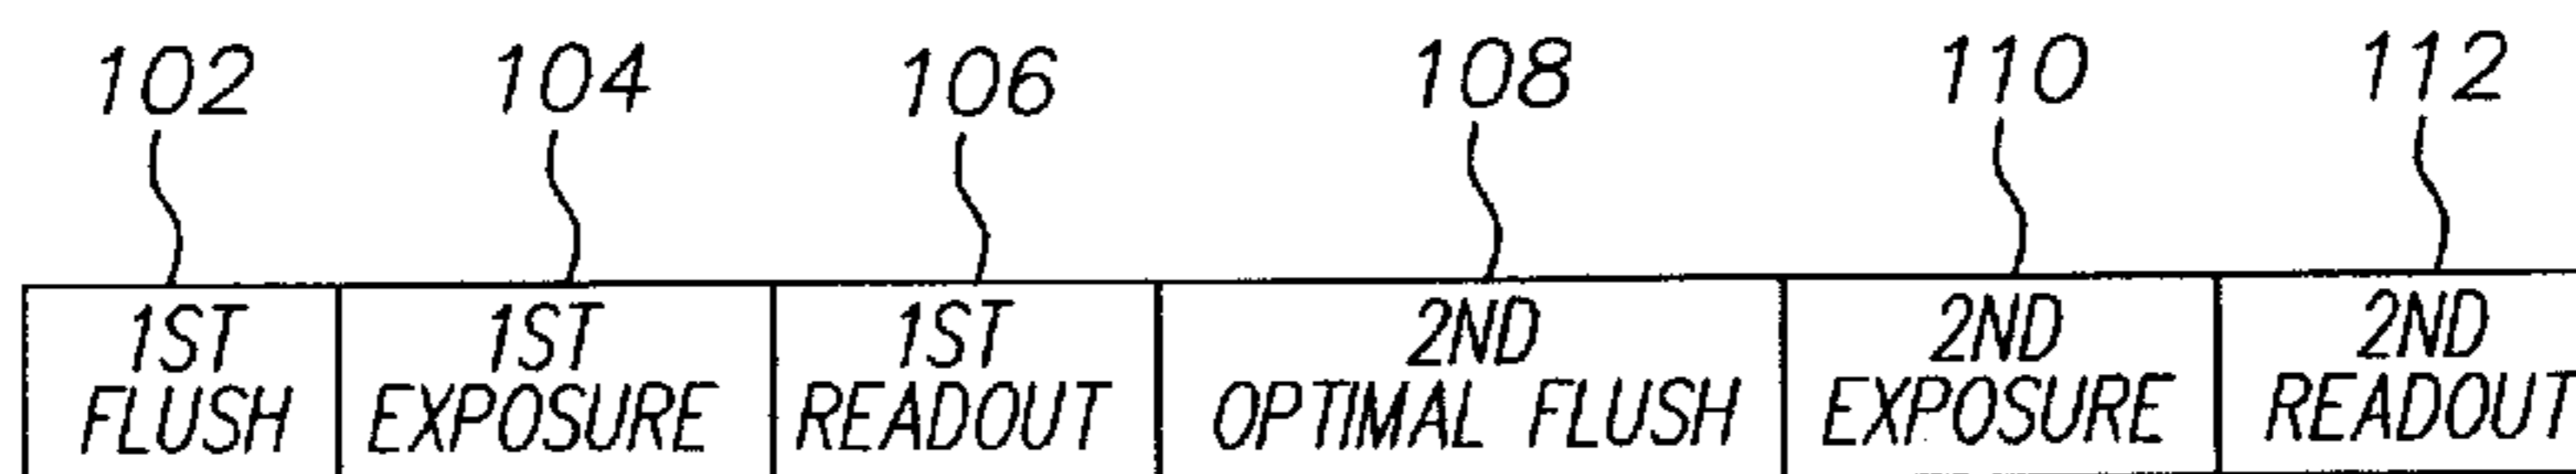 102 104 106 108 110 112
1ST 1ST 1ST 2ND 2ND 2ND
FLUSH EXPOSURE READOUT OPTIMAL FLUSH EXPOSURE READOUT